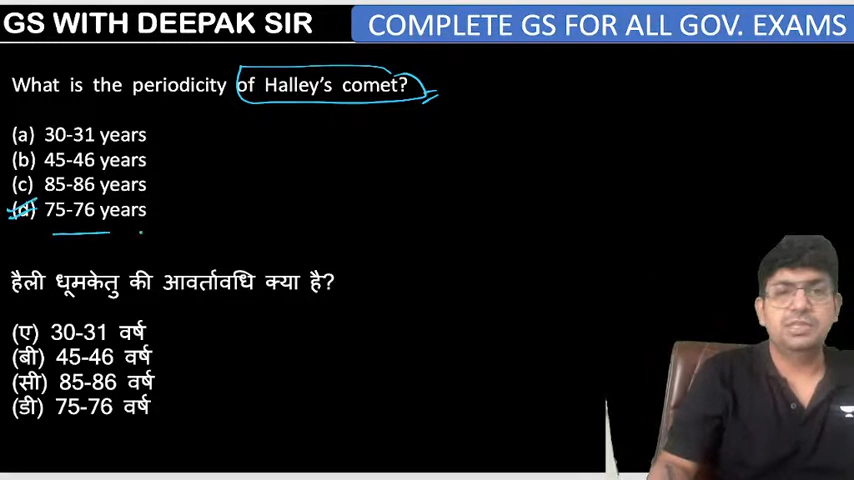 GS WITH DEEPAK SIR
COMPLETE GS FOR ALL GOV. EXAMS
What is the periodicity of Halley's comet?
(a) 30-31 years
(b) 45-46 years
(c) 85-86 years
(d) 75-76 years
हैली धूमकेतु की आवर्तावधि क्या है?
(ए) 30-31 वर्ष
(बी) 45-46 वर्ष
(सी) 85-86 वर्ष
(डी) 75-76 वर्ष